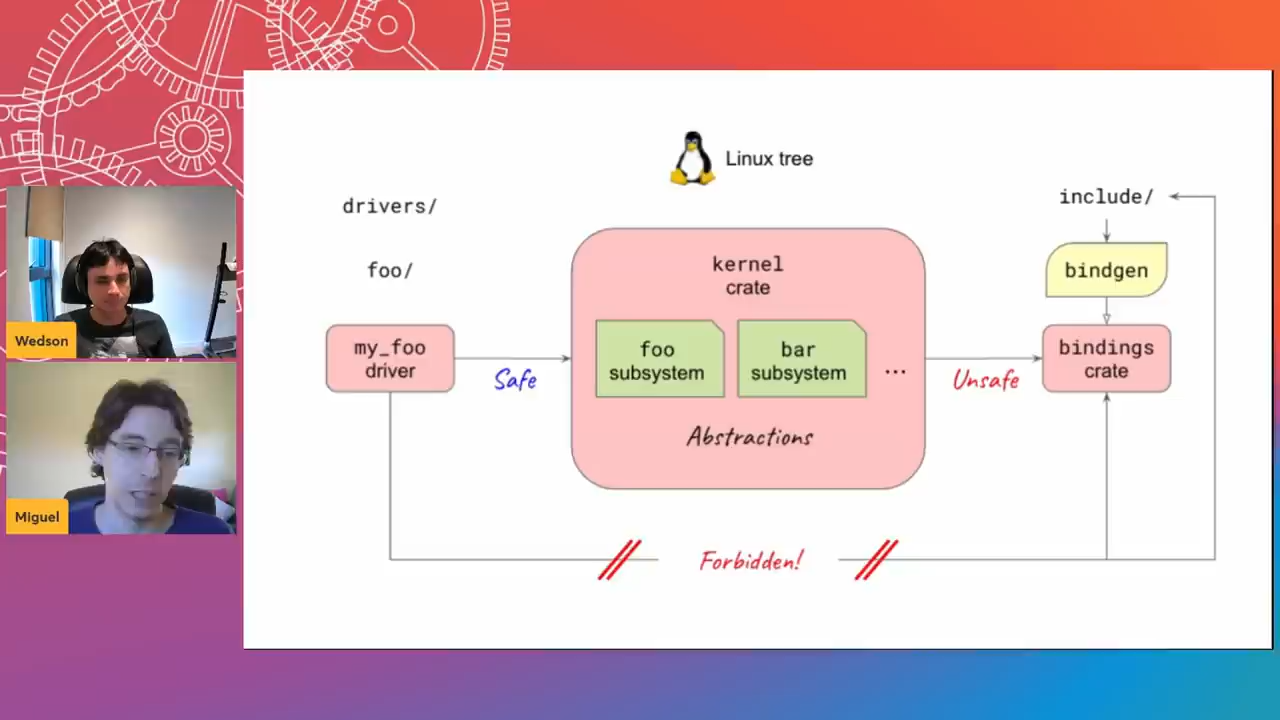 Linux tree
drivers/
foo/
my_foo
driver
Safe
kernel
crate
foo
subsystem
bar
subsystem
...
Abstractions
Unsafe
include/
bindgen
bindings
crate
Forbidden!
Wedson
Miguel